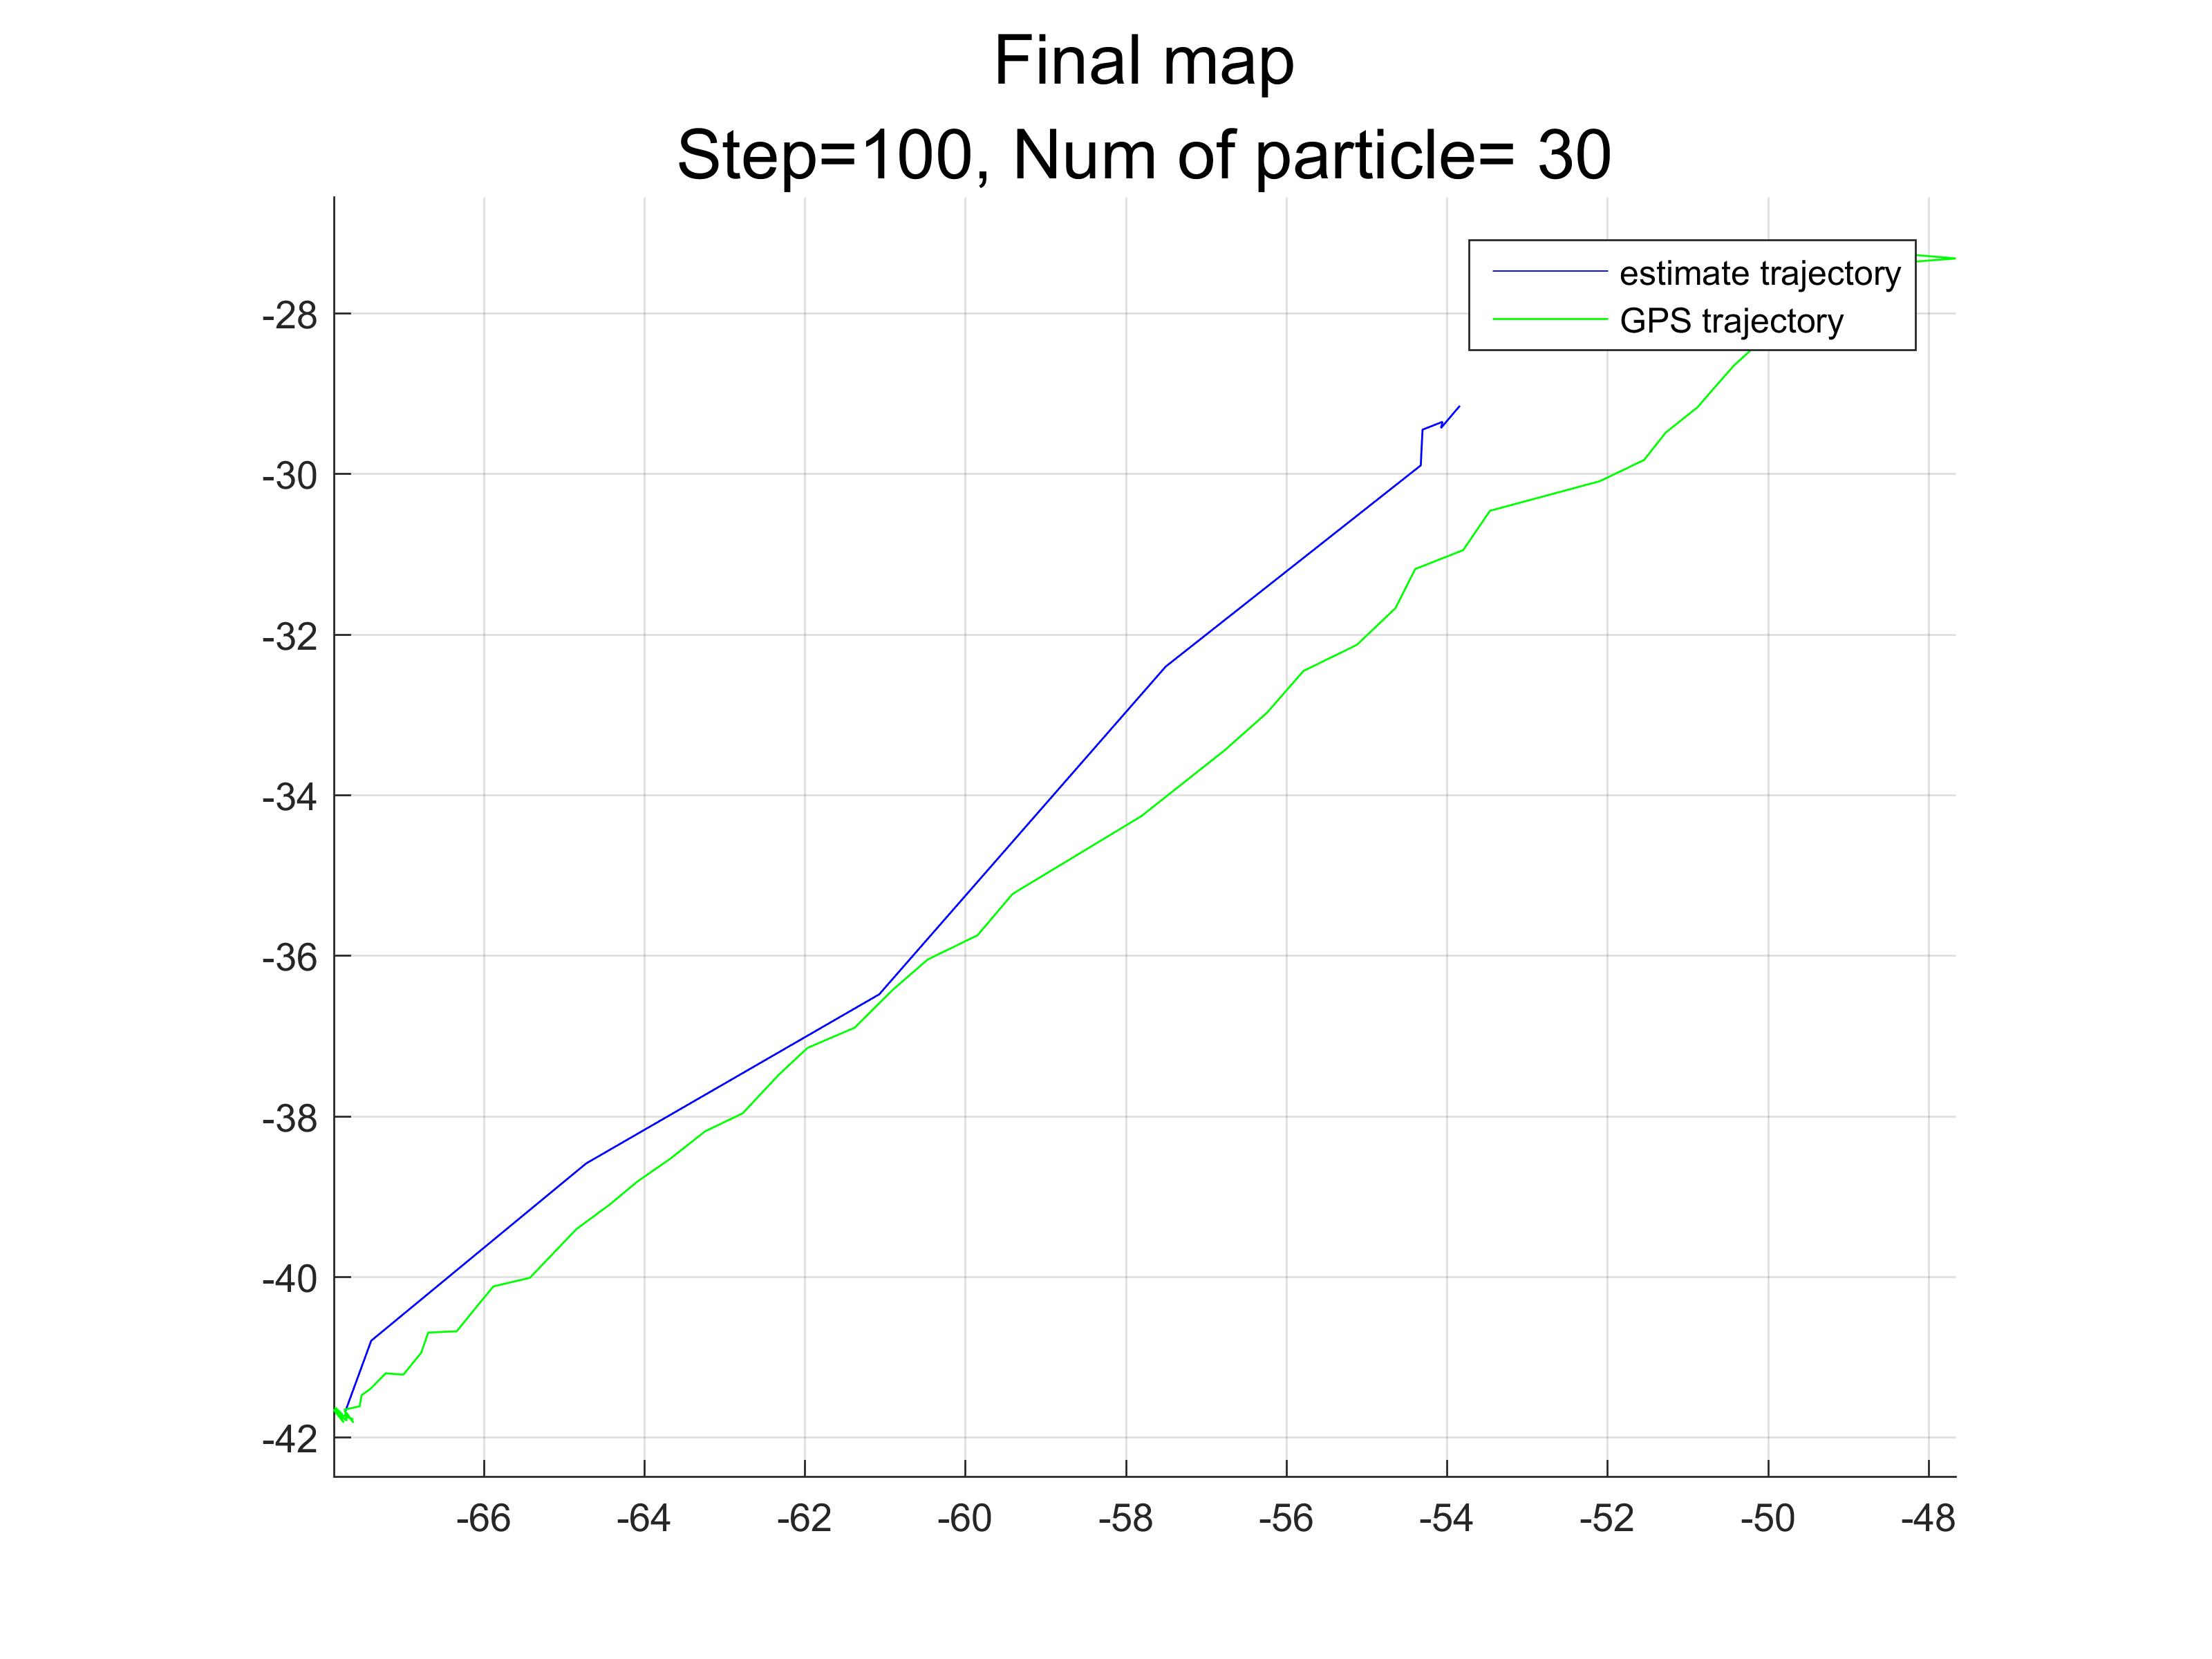 Final map
Step=100, Num of particle= 30
estimate trajectory
GPS trajectory
-28
-30
-32
-34
-36
-38
-40
-42
-66 -64 -62 -60 -58 -56 -54 -52 -50 -48